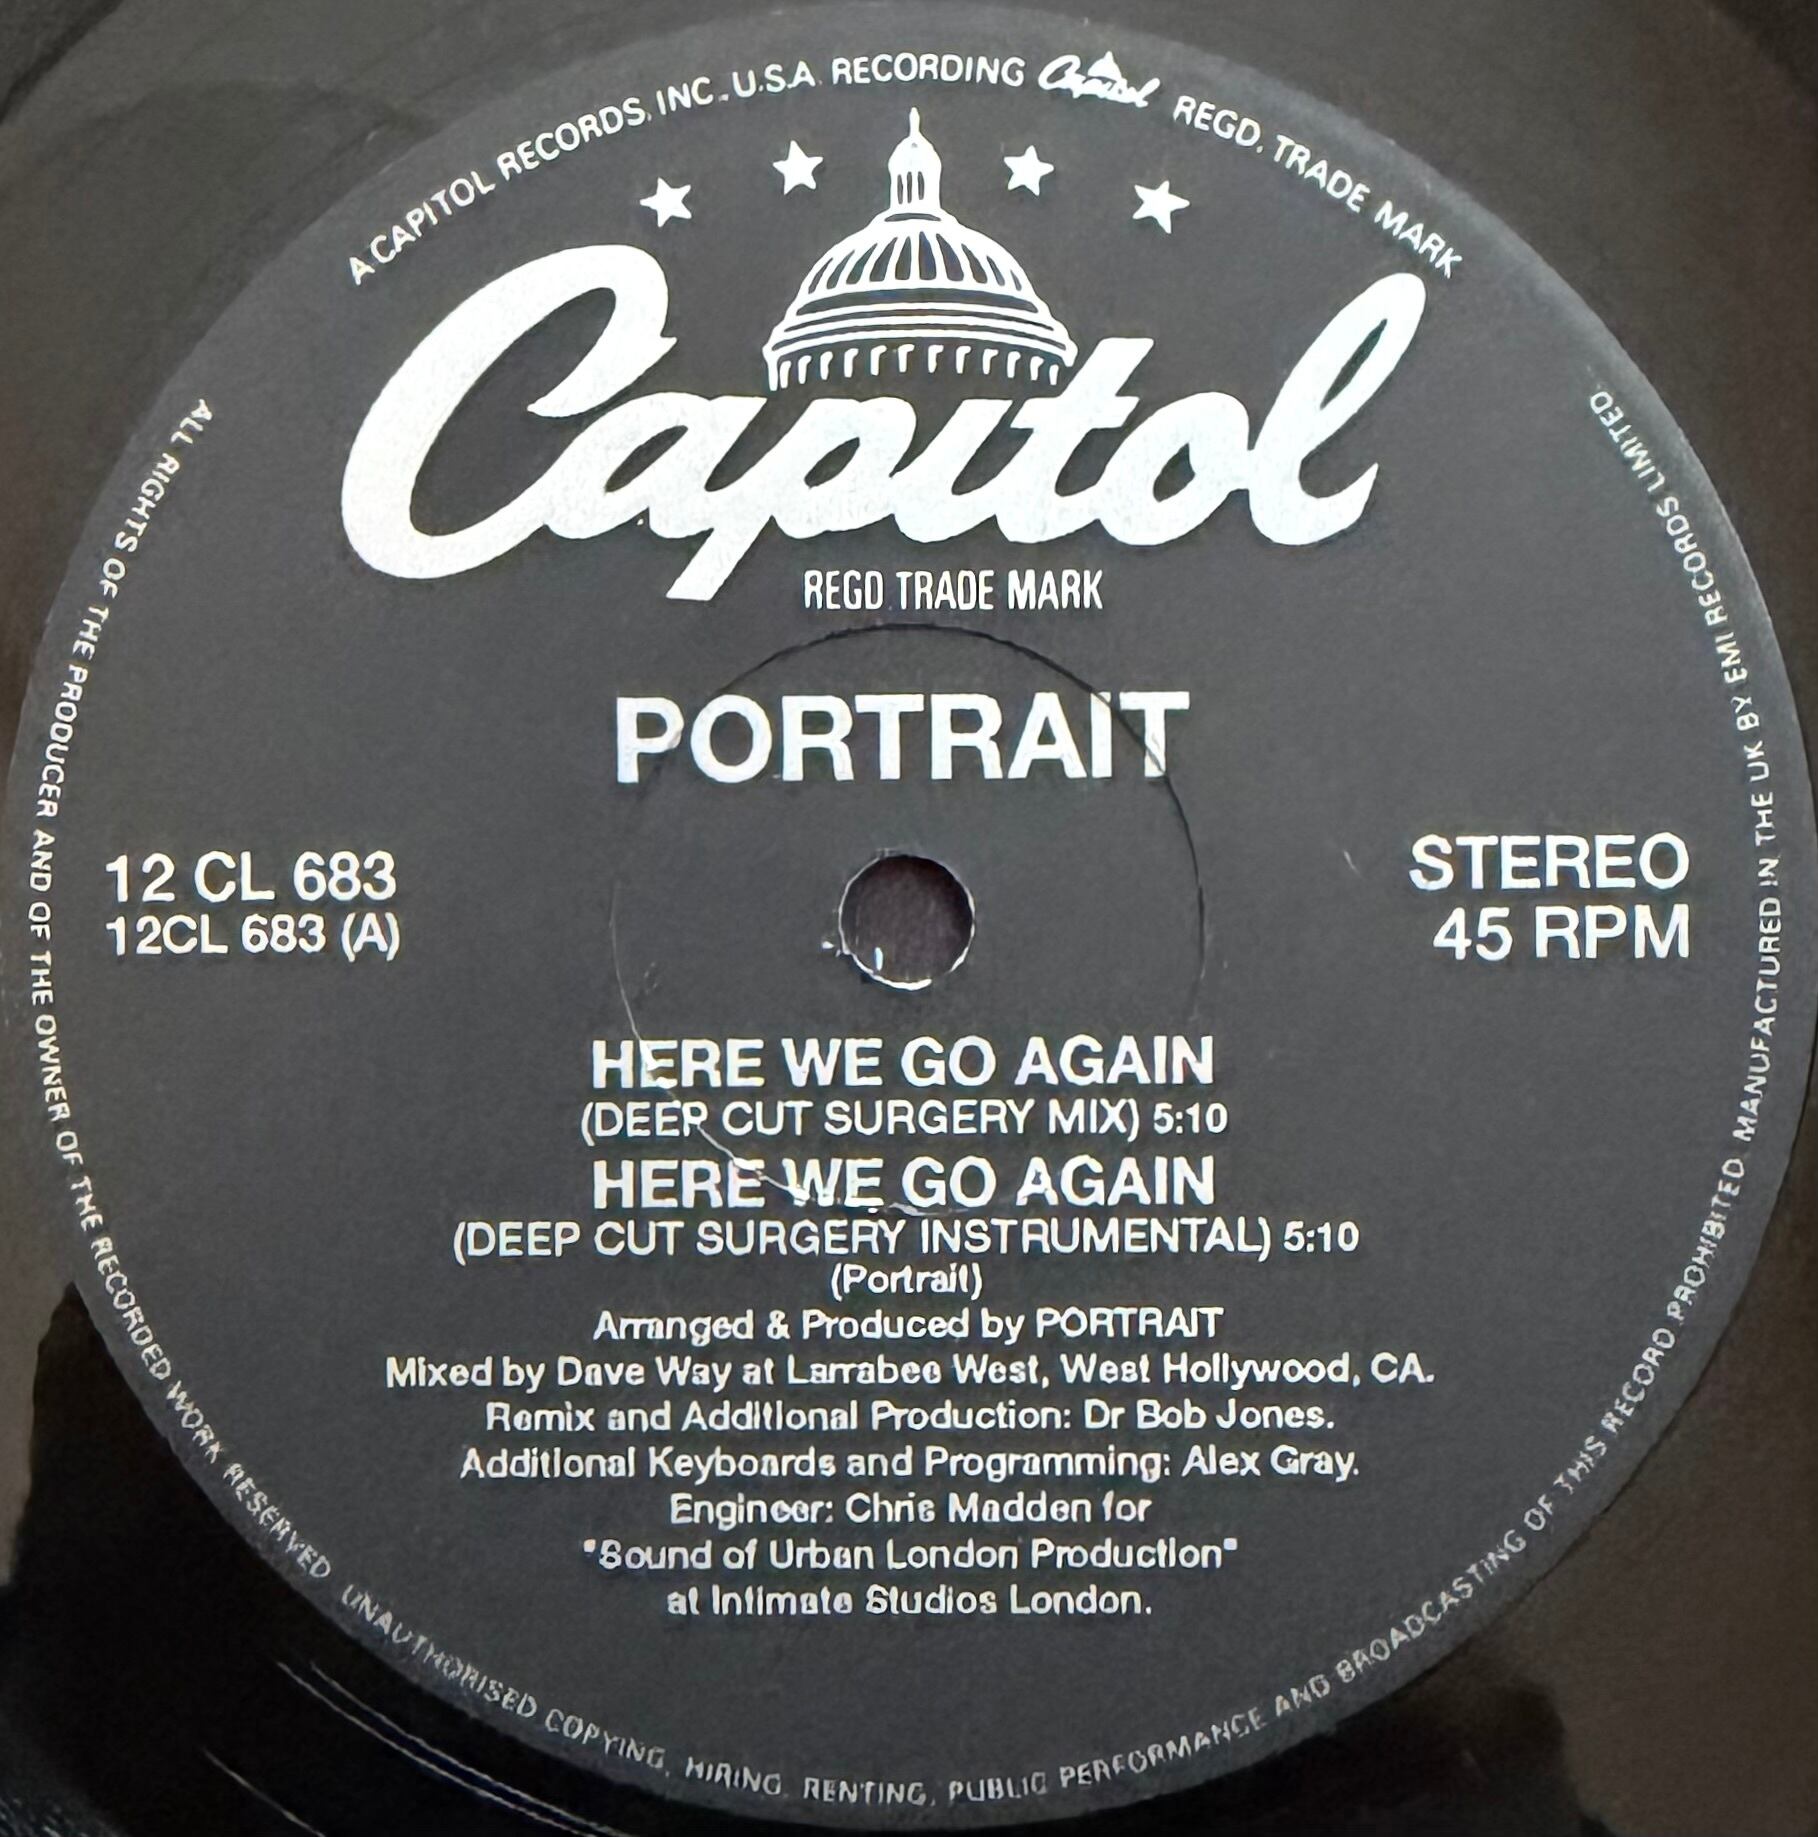 A CAPITOL RECORDS, INC., U.S.A. RECORDING Capitol REGD. TRADE MARK
Capitol
REGD. TRADE MARK
PORTRAIT
12 CL 683
12CL 683 (A)
STEREO
45 RPM
HERE WE GO AGAIN
(DEEP CUT SURGERY MIX) 5:10
HERE WE GO AGAIN
(DEEP CUT SURGERY INSTRUMENTAL) 5:10
(Portrait)
Arranged & Produced by PORTRAIT
Mixed by Dave Way at Larrabee West, West Hollywood, CA.
Remix and Additional Production: Dr Bob Jones.
Additional Keyboards and Programming: Alex Gray.
Engineer: Chris Madden for
"Sound of Urban London Production"
at Intimate Studios London.
ALL RIGHTS OF THE PRODUCER AND OF THE OWNER OF THE RECORDED WORK RESERVED UNAUTHORISED COPYING, HIRING, RENTING, PUBLIC PERFORMANCE AND BROADCASTING OF THIS RECORD PROHIBITED MANUFACTURED IN THE UK BY EMI RECORDS LIMITED.